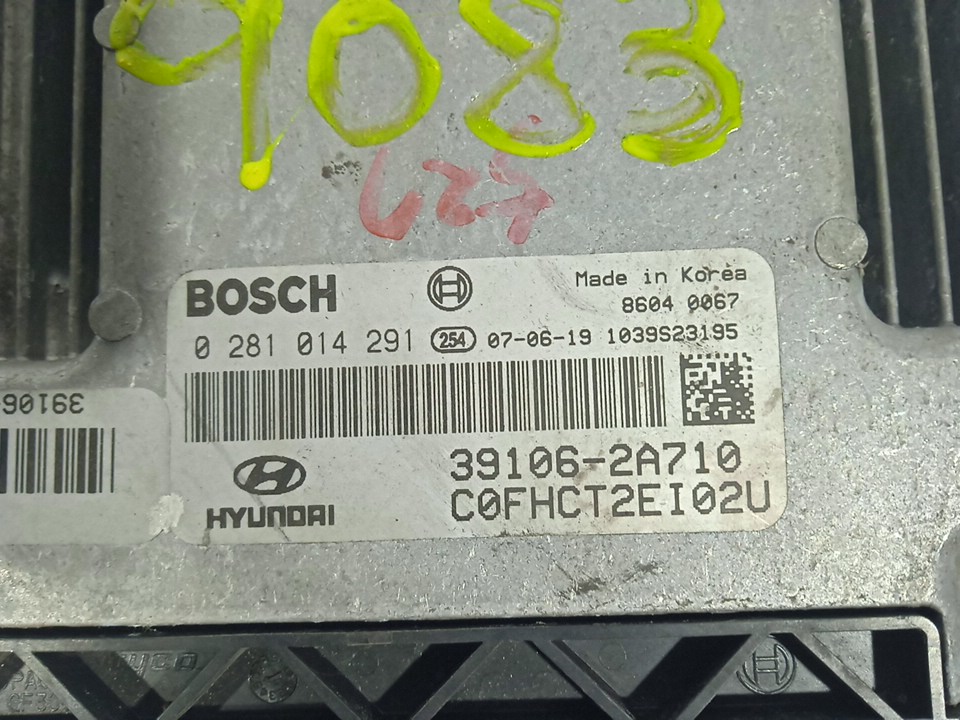 9083
BOSCH
Made in Korea
8604 0067
0 281 014 291 254 07-06-19 1039S23195
39106-2A710
HYUNDAI
C0FHCT2EI02U
39106